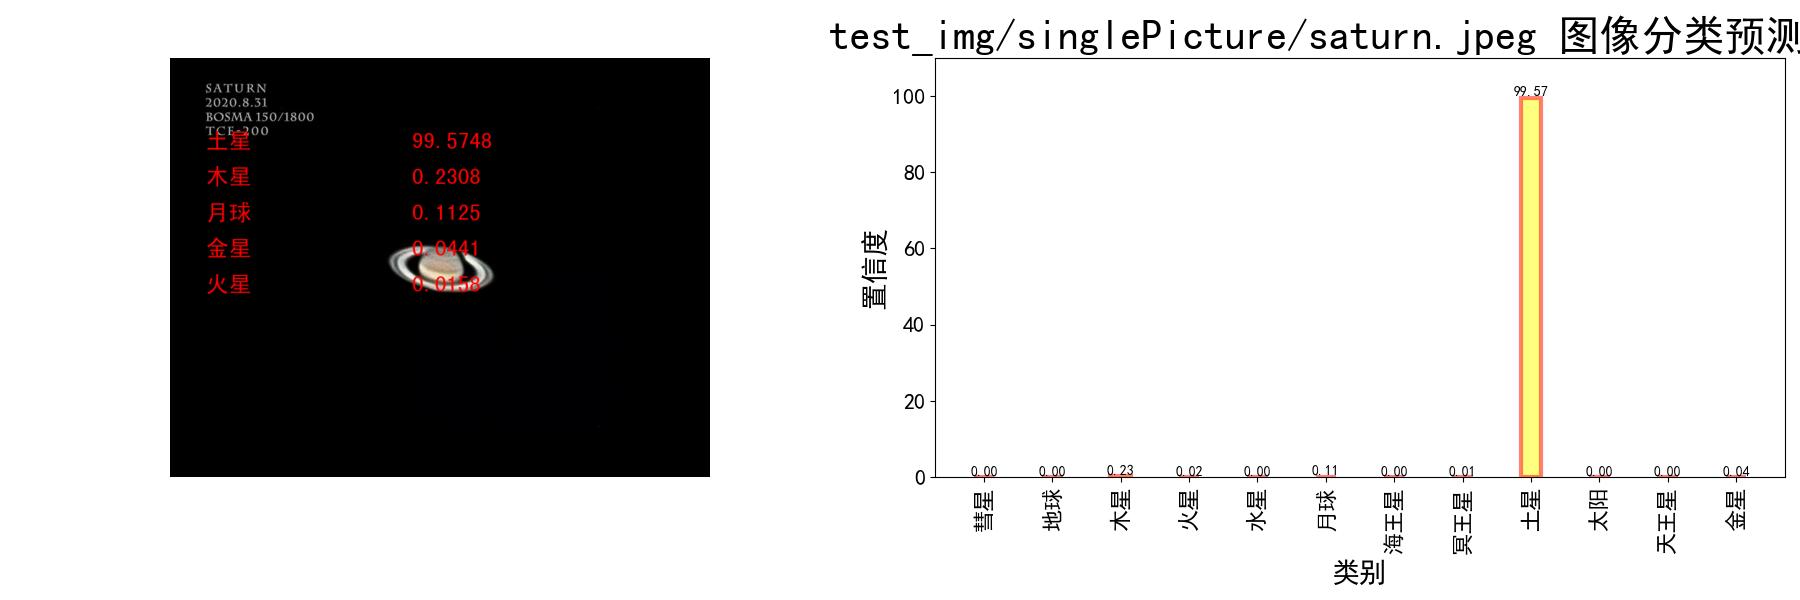 SATURN
2020.8.31
BOSMA 150/1800
TCE-200
土星 99.5748
木星 0.2308
月球 0.1125
金星 0.0441
火星 0.0158
test_img/singlePicture/saturn.jpeg 图像分类预测
置信度
100
80
60
40
20
0
0.00 0.00 0.23 0.02 0.00 0.11 0.00 0.01 99.57 0.00 0.00 0.04
彗星 地球 木星 火星 水星 月球 海王星 冥王星 土星 太阳 天王星 金星
类别